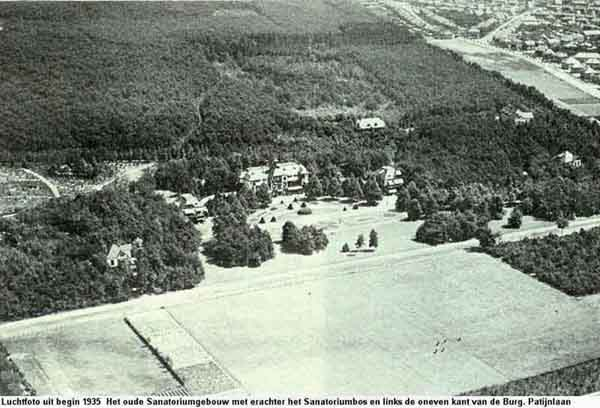 Luchtfoto uit begin 1935 Het oude Sanatoriumgebouw met erachter het Sanatoriumbos en links de oneven kant van de Burg. Patijnlaan